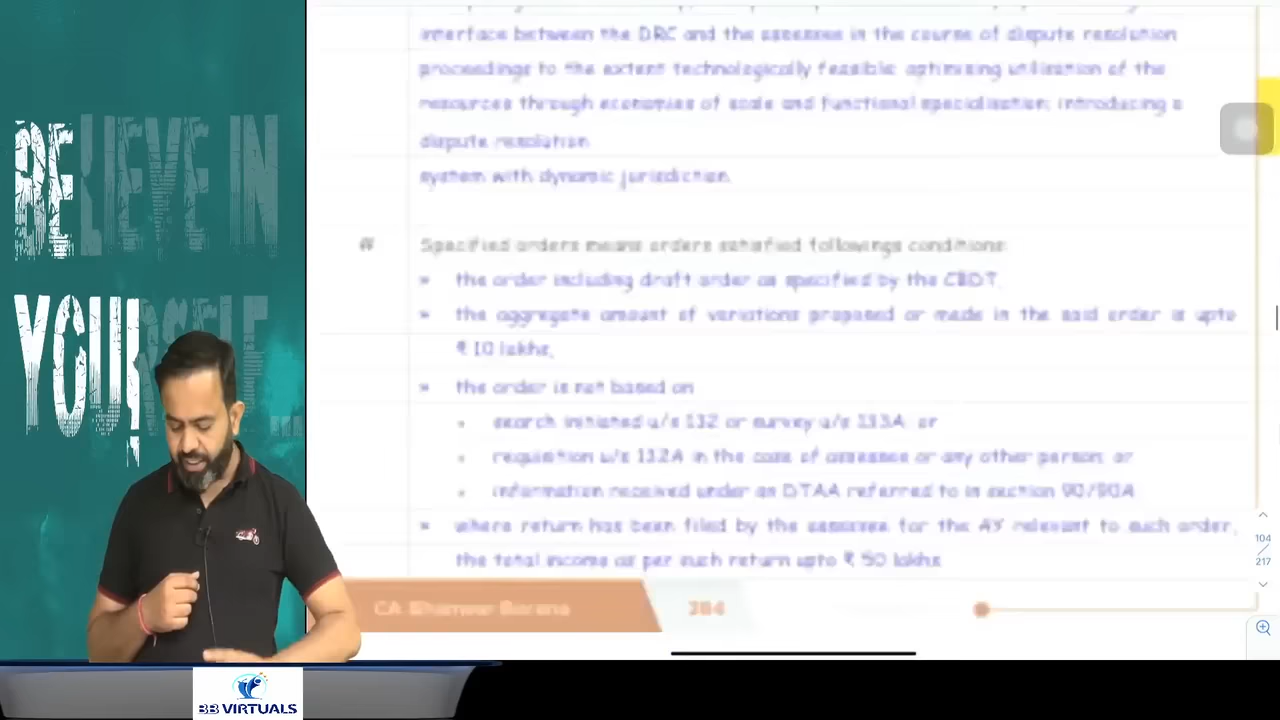 BELIEVE IN
YOURSELF...
interface between the DRC and the assessee in the course of dispute resolution
proceedings to the extent technologically feasible; optimising utilisation of the
resources through economies of scale and functional specialisation; introducing a
dispute resolution
system with dynamic jurisdiction.
# Specified orders means orders satisfied followings conditions:
» the order including draft order as specified by the CBDT,
» the aggregate amount of variations proposed or made in the said order is upto
₹ 10 lakhs,
» the order is not based on
search initiated u/s 132 or survey u/s 133A; or
requisition u/s 132A in the case of assessee or any other person; or
information received under an DTAA referred to in section 90/90A
» where return has been filed by the assessee for the AY relevant to such order,
the total income as per such return upto ₹ 50 lakhs
104
217
CA Bhanwar Borana
384
BB VIRTUALS